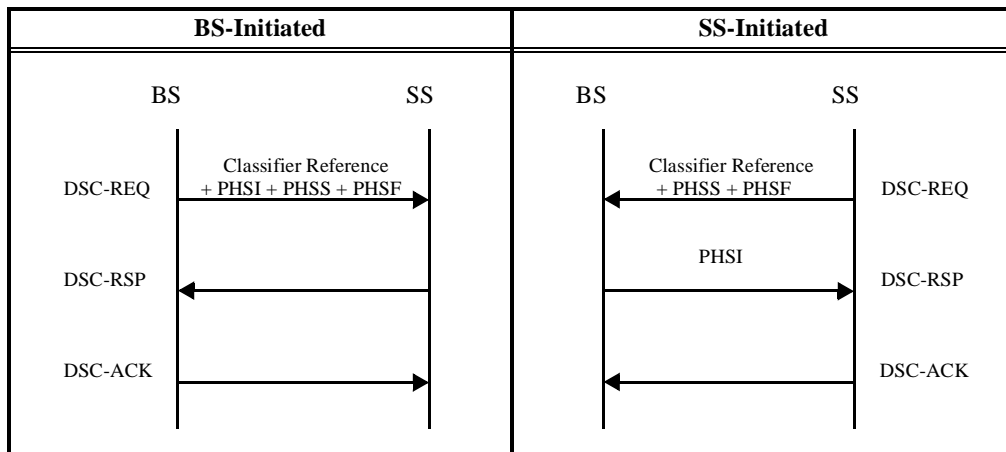 BS-Initiated
SS-Initiated
BS
SS
BS
SS
Classifier Reference
+ PHSI + PHSS + PHSF
DSC-REQ
Classifier Reference
+ PHSS + PHSF
DSC-REQ
DSC-RSP
PHSI
DSC-RSP
DSC-ACK
DSC-ACK